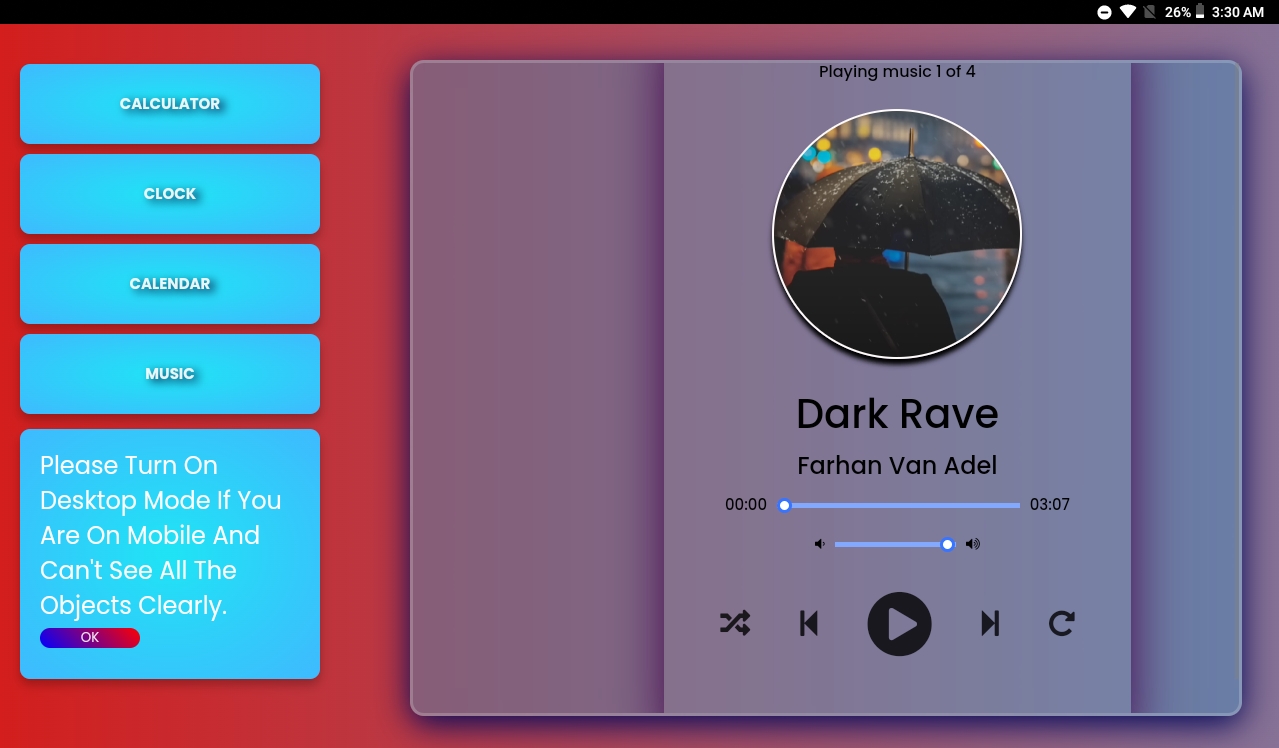 26% 3:30 AM
CALCULATOR
CLOCK
CALENDAR
MUSIC
Please Turn On
Desktop Mode If You
Are On Mobile And
Can't See All The
Objects Clearly.
OK
Playing music 1 of 4
Dark Rave
Farhan Van Adel
00:00 03:07